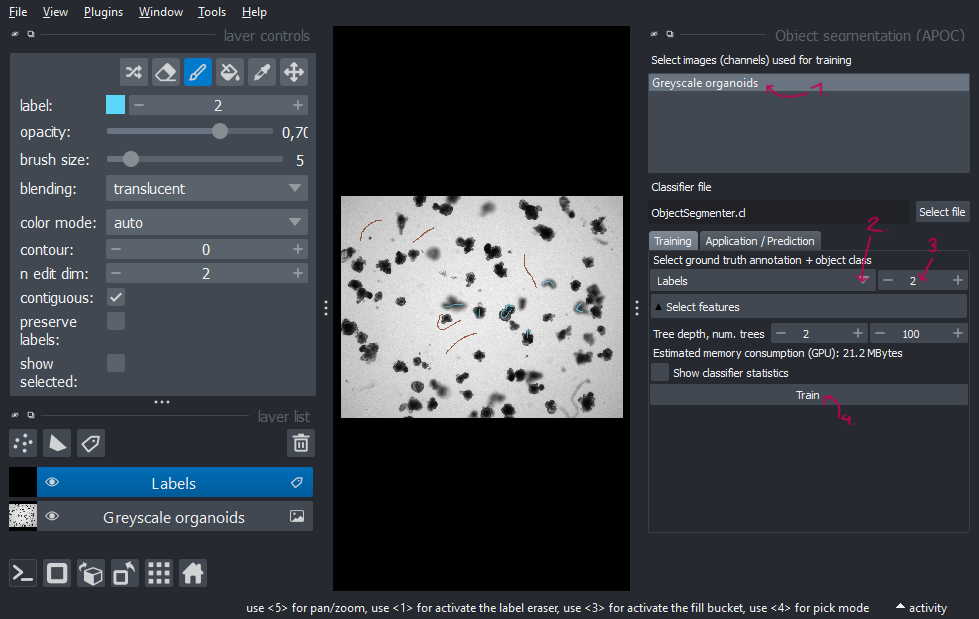 File View Plugins Window Tools Help
layer controls
label: 2
opacity: 0,70
brush size: 5
blending: translucent
color mode: auto
contour: 0
n edit dim: 2
contiguous:
preserve
labels:
show
selected:
layer list
Labels
Greyscale organoids
Object segmentation (APOC)
Select images (channels) used for training
Greyscale organoids
1
Classifier file
ObjectSegmenter.cl Select file
2.
Training Application / Prediction
3.
Select ground truth annotation + object class
Labels 2
Select features
Tree depth, num. trees 2 100
Estimated memory consumption (GPU): 21.2 MBytes
Show classifier statistics
Train
4.
use <5> for pan/zoom, use <1> for activate the label eraser, use <3> for activate the fill bucket, use <4> for pick mode activity